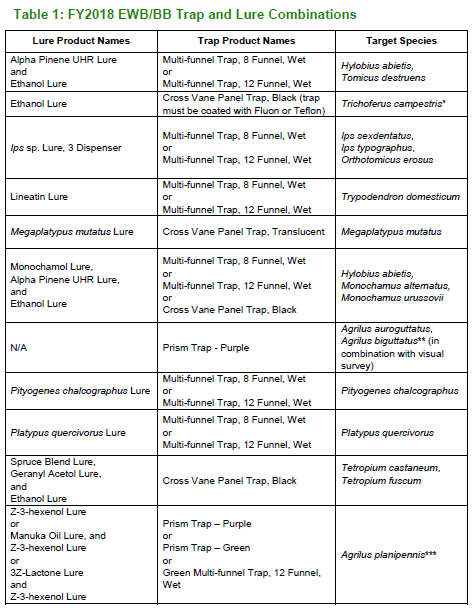 Table 1: FY2018 EWB/BB Trap and Lure Combinations
Lure Product Names
Trap Product Names
Target Species
Alpha Pinene UHR Lure
and
Ethanol Lure
Multi-funnel Trap, 8 Funnel, Wet
or
Multi-funnel Trap, 12 Funnel, Wet
Hylobius abietis,
Tomicus destruens
Ethanol Lure
Cross Vane Panel Trap, Black (trap
must be coated with Fluon or Teflon)
Trichoferus campestris*
Ips sp. Lure, 3 Dispenser
Multi-funnel Trap, 8 Funnel, Wet
or
Multi-funnel Trap, 12 Funnel, Wet
Ips sexdentatus,
Ips typographus,
Orthotomicus erosus
Lineatin Lure
Multi-funnel Trap, 8 Funnel, Wet
or
Multi-funnel Trap, 12 Funnel, Wet
Trypodendron domesticum
Megaplatypus mutatus Lure
Cross Vane Panel Trap, Translucent
Megaplatypus mutatus
Monochamol Lure,
Alpha Pinene UHR Lure,
and
Ethanol Lure
Multi-funnel Trap, 8 Funnel, Wet
or
Multi-funnel Trap, 12 Funnel, Wet
or
Cross Vane Panel Trap, Black
Hylobius abietis,
Monochamus alternatus,
Monochamus urussovii
N/A
Prism Trap - Purple
Agrilus auroguttatus,
Agrilus biguttatus** (in
combination with visual
survey)
Pityogenes chalcographus Lure
Multi-funnel Trap, 8 Funnel, Wet
or
Multi-funnel Trap, 12 Funnel, Wet
Pityogenes chalcographus
Platypus quercivorus Lure
Multi-funnel Trap, 8 Funnel, Wet
or
Multi-funnel Trap, 12 Funnel, Wet
Platypus quercivorus
Spruce Blend Lure,
Geranyl Acetol Lure,
and
Ethanol Lure
Cross Vane Panel Trap, Black
Tetropium castaneum,
Tetropium fuscum
Z-3-hexenol Lure
or
Manuka Oil Lure, and
Z-3-hexenol Lure
or
3Z-Lactone Lure
and
Z-3-hexenol Lure
Prism Trap – Purple
or
Prism Trap – Green
or
Green Multi-funnel Trap, 12 Funnel,
Wet
Agrilus planipennis***